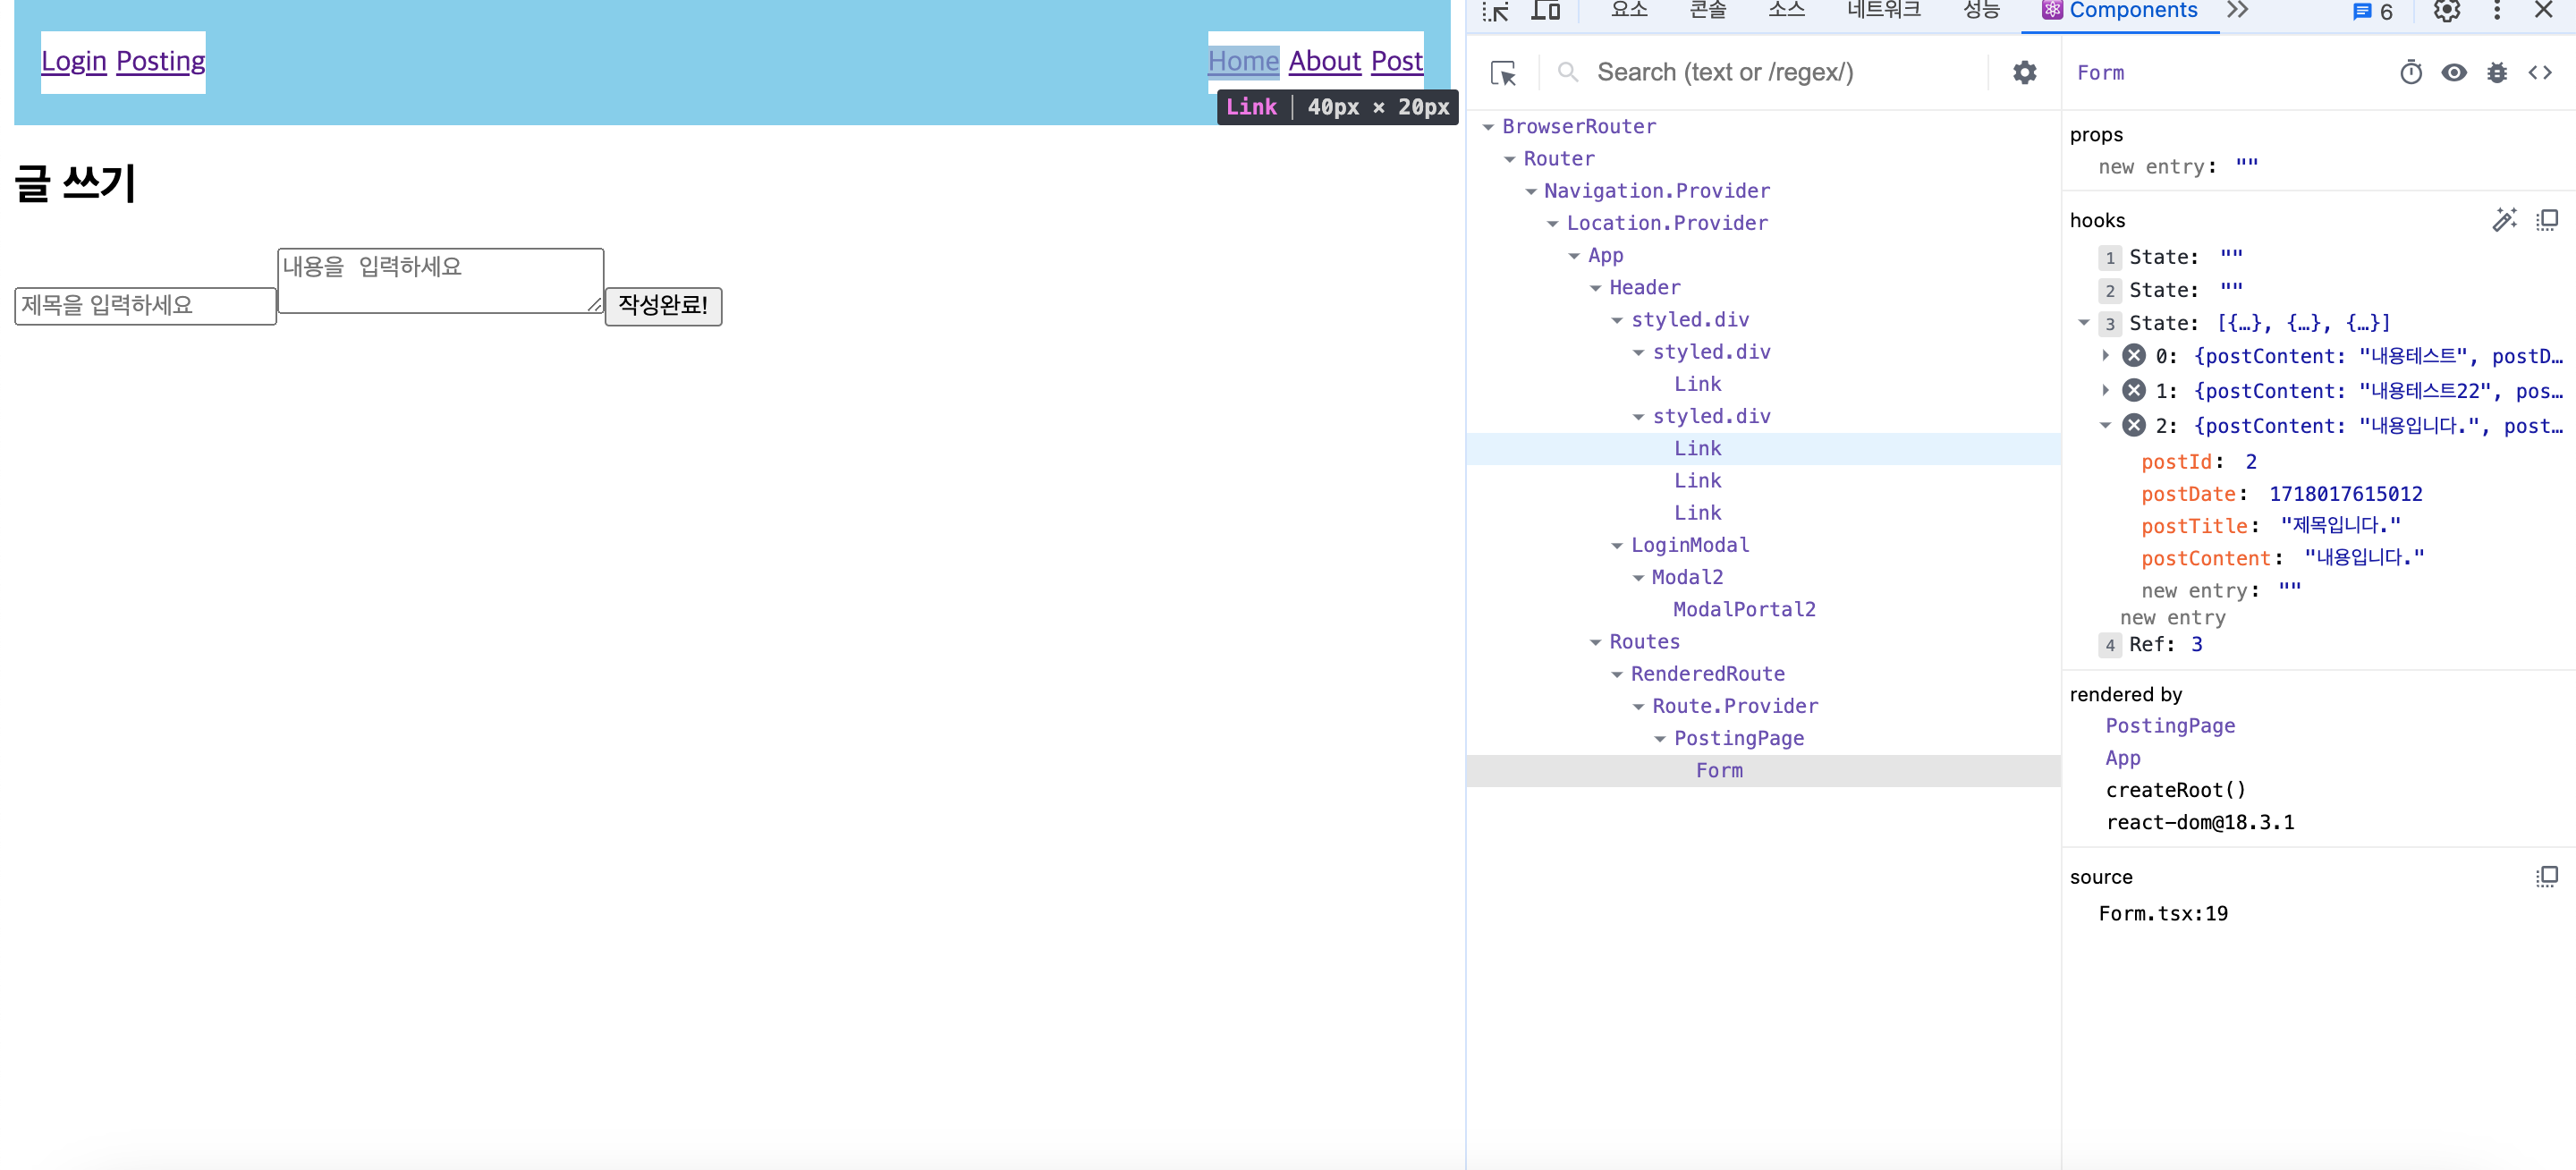 Login Posting
Home About Post
Link | 40px × 20px
글 쓰기
내용을 입력하세요
제목을 입력하세요
작성완료!
요소 콘솔 소스 네트워크 성능 Components 6
Search (text or /regex/)
BrowserRouter
Router
Navigation.Provider
Location.Provider
App
Header
styled.div
styled.div
Link
styled.div
Link
Link
Link
LoginModal
Modal2
ModalPortal2
Routes
RenderedRoute
Route.Provider
PostingPage
Form
Form
props
new entry: ""
hooks
1 State: ""
2 State: ""
3 State: [{…}, {…}, {…}]
0: {postContent: "내용테스트", postD…
1: {postContent: "내용테스트22", pos…
2: {postContent: "내용입니다.", post…
postId: 2
postDate: 1718017615012
postTitle: "제목입니다."
postContent: "내용입니다."
new entry: ""
new entry
4 Ref: 3
rendered by
PostingPage
App
createRoot()
react-dom@18.3.1
source
Form.tsx:19